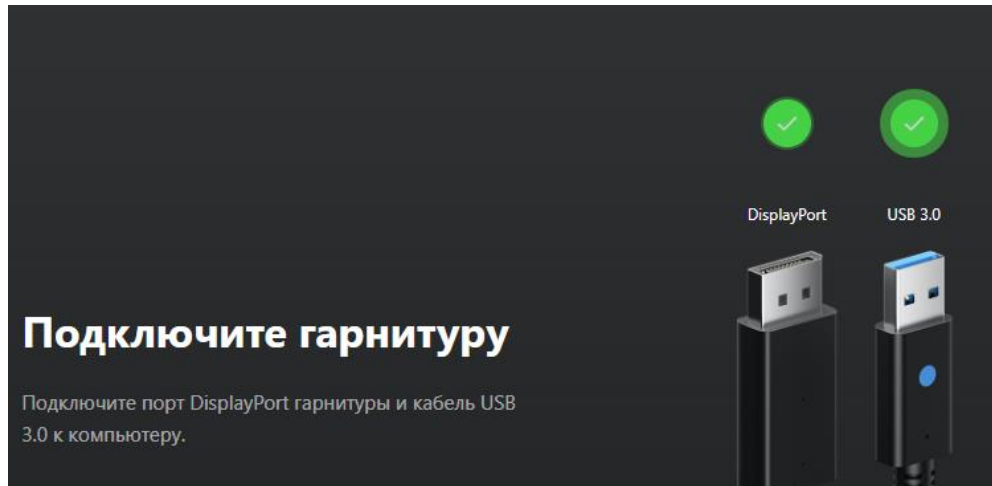 DisplayPort
USB 3.0
Подключите гарнитуру
Подключите порт DisplayPort гарнитуры и кабель USB
3.0 к компьютеру.